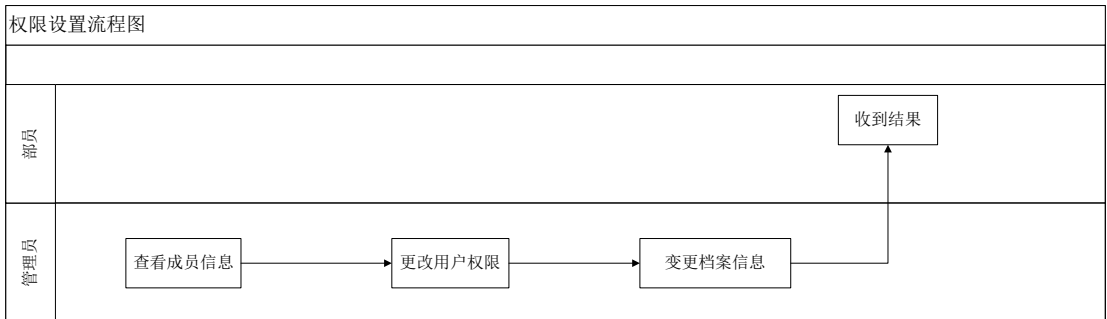 权限设置流程图
部员
收到结果
管理员
查看成员信息
更改用户权限
变更档案信息